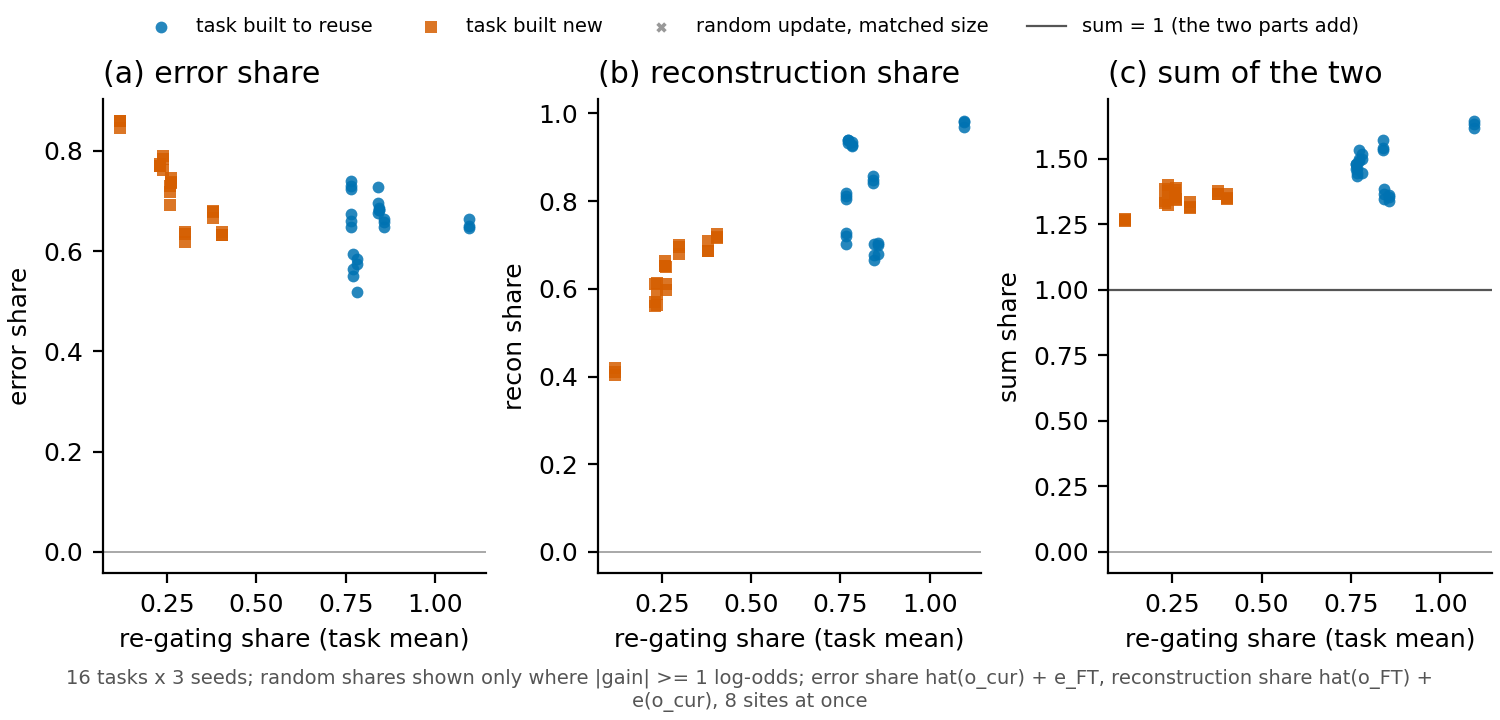 task built to reuse
task built new
random update, matched size
sum = 1 (the two parts add)
(a) error share
(b) reconstruction share
(c) sum of the two
error share
0.8
0.6
0.4
0.2
0.0
0.25 0.50 0.75 1.00
re-gating share (task mean)
recon share
1.0
0.8
0.6
0.4
0.2
0.0
0.25 0.50 0.75 1.00
re-gating share (task mean)
sum share
1.50
1.25
1.00
0.75
0.50
0.25
0.00
0.25 0.50 0.75 1.00
re-gating share (task mean)
16 tasks x 3 seeds; random shares shown only where |gain| >= 1 log-odds; error share hat(o_cur) + e_FT, reconstruction share hat(o_FT) +
e(o_cur), 8 sites at once